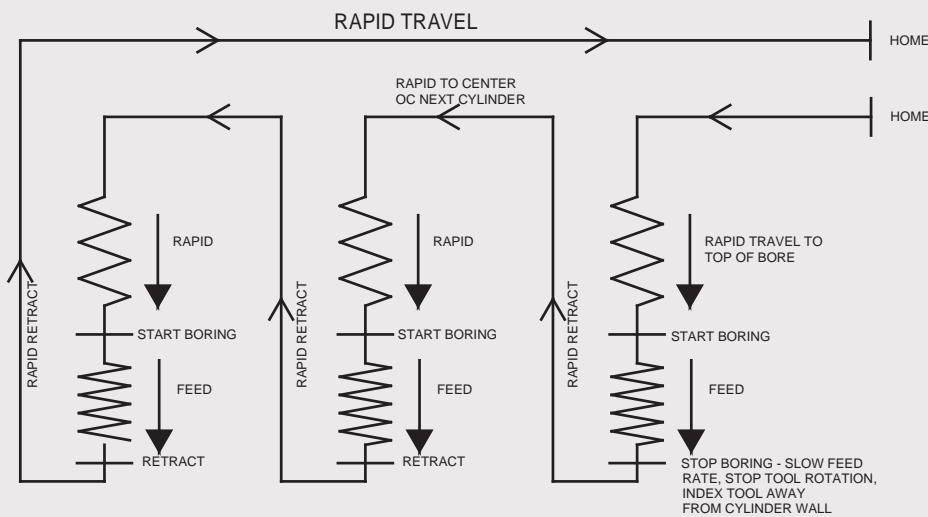 RAPID TRAVEL
HOME
RAPID TO CENTER
OC NEXT CYLINDER
HOME
RAPID
RAPID
RAPID TRAVEL TO
TOP OF BORE
RAPID RETRACT
RAPID RETRACT
RAPID RETRACT
START BORING
START BORING
START BORING
FEED
FEED
FEED
RETRACT
RETRACT
STOP BORING - SLOW FEED
RATE, STOP TOOL ROTATION,
INDEX TOOL AWAY
FROM CYLINDER WALL